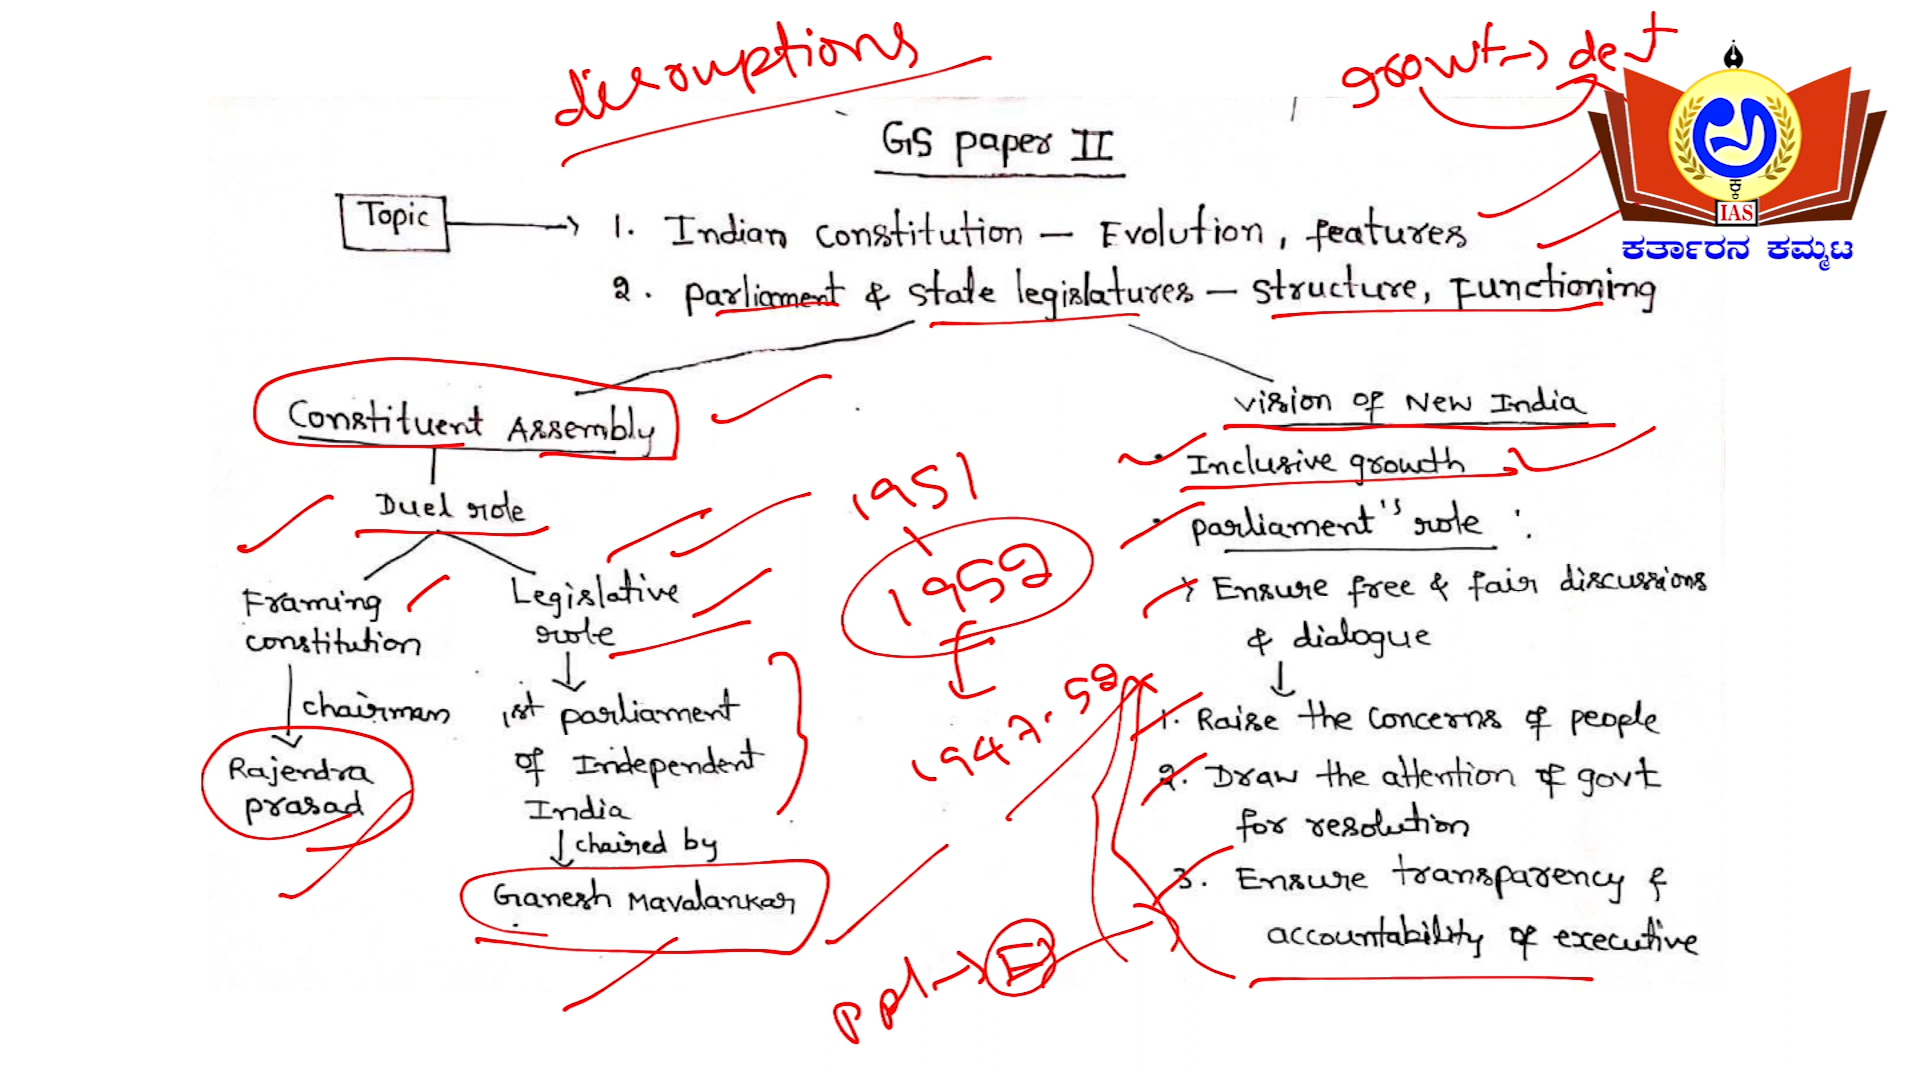 disruptions
growth → devt
GS paper II
Topic → 1. Indian constitution — Evolution, features
2. parliament & state legislatures — structure, Functioning
IAS
ಕರ್ತಾರನ ಕಮ್ಮಟ
Constituent Assembly
Duel role
Framing
constitution
chairman
Rajendra
prasad
Legislative
role
1st parliament
of Independent
India
chaired by
Ganesh Mavalankar
1951
1952
1947-52
ppl → E
vision of New India
• Inclusive growth
• parliament's role :
Ensure free & fair discussions
& dialogue
1. Raise the concerns of people
2. Draw the attention of govt
for resolution
3. Ensure transparency &
accountability of executive